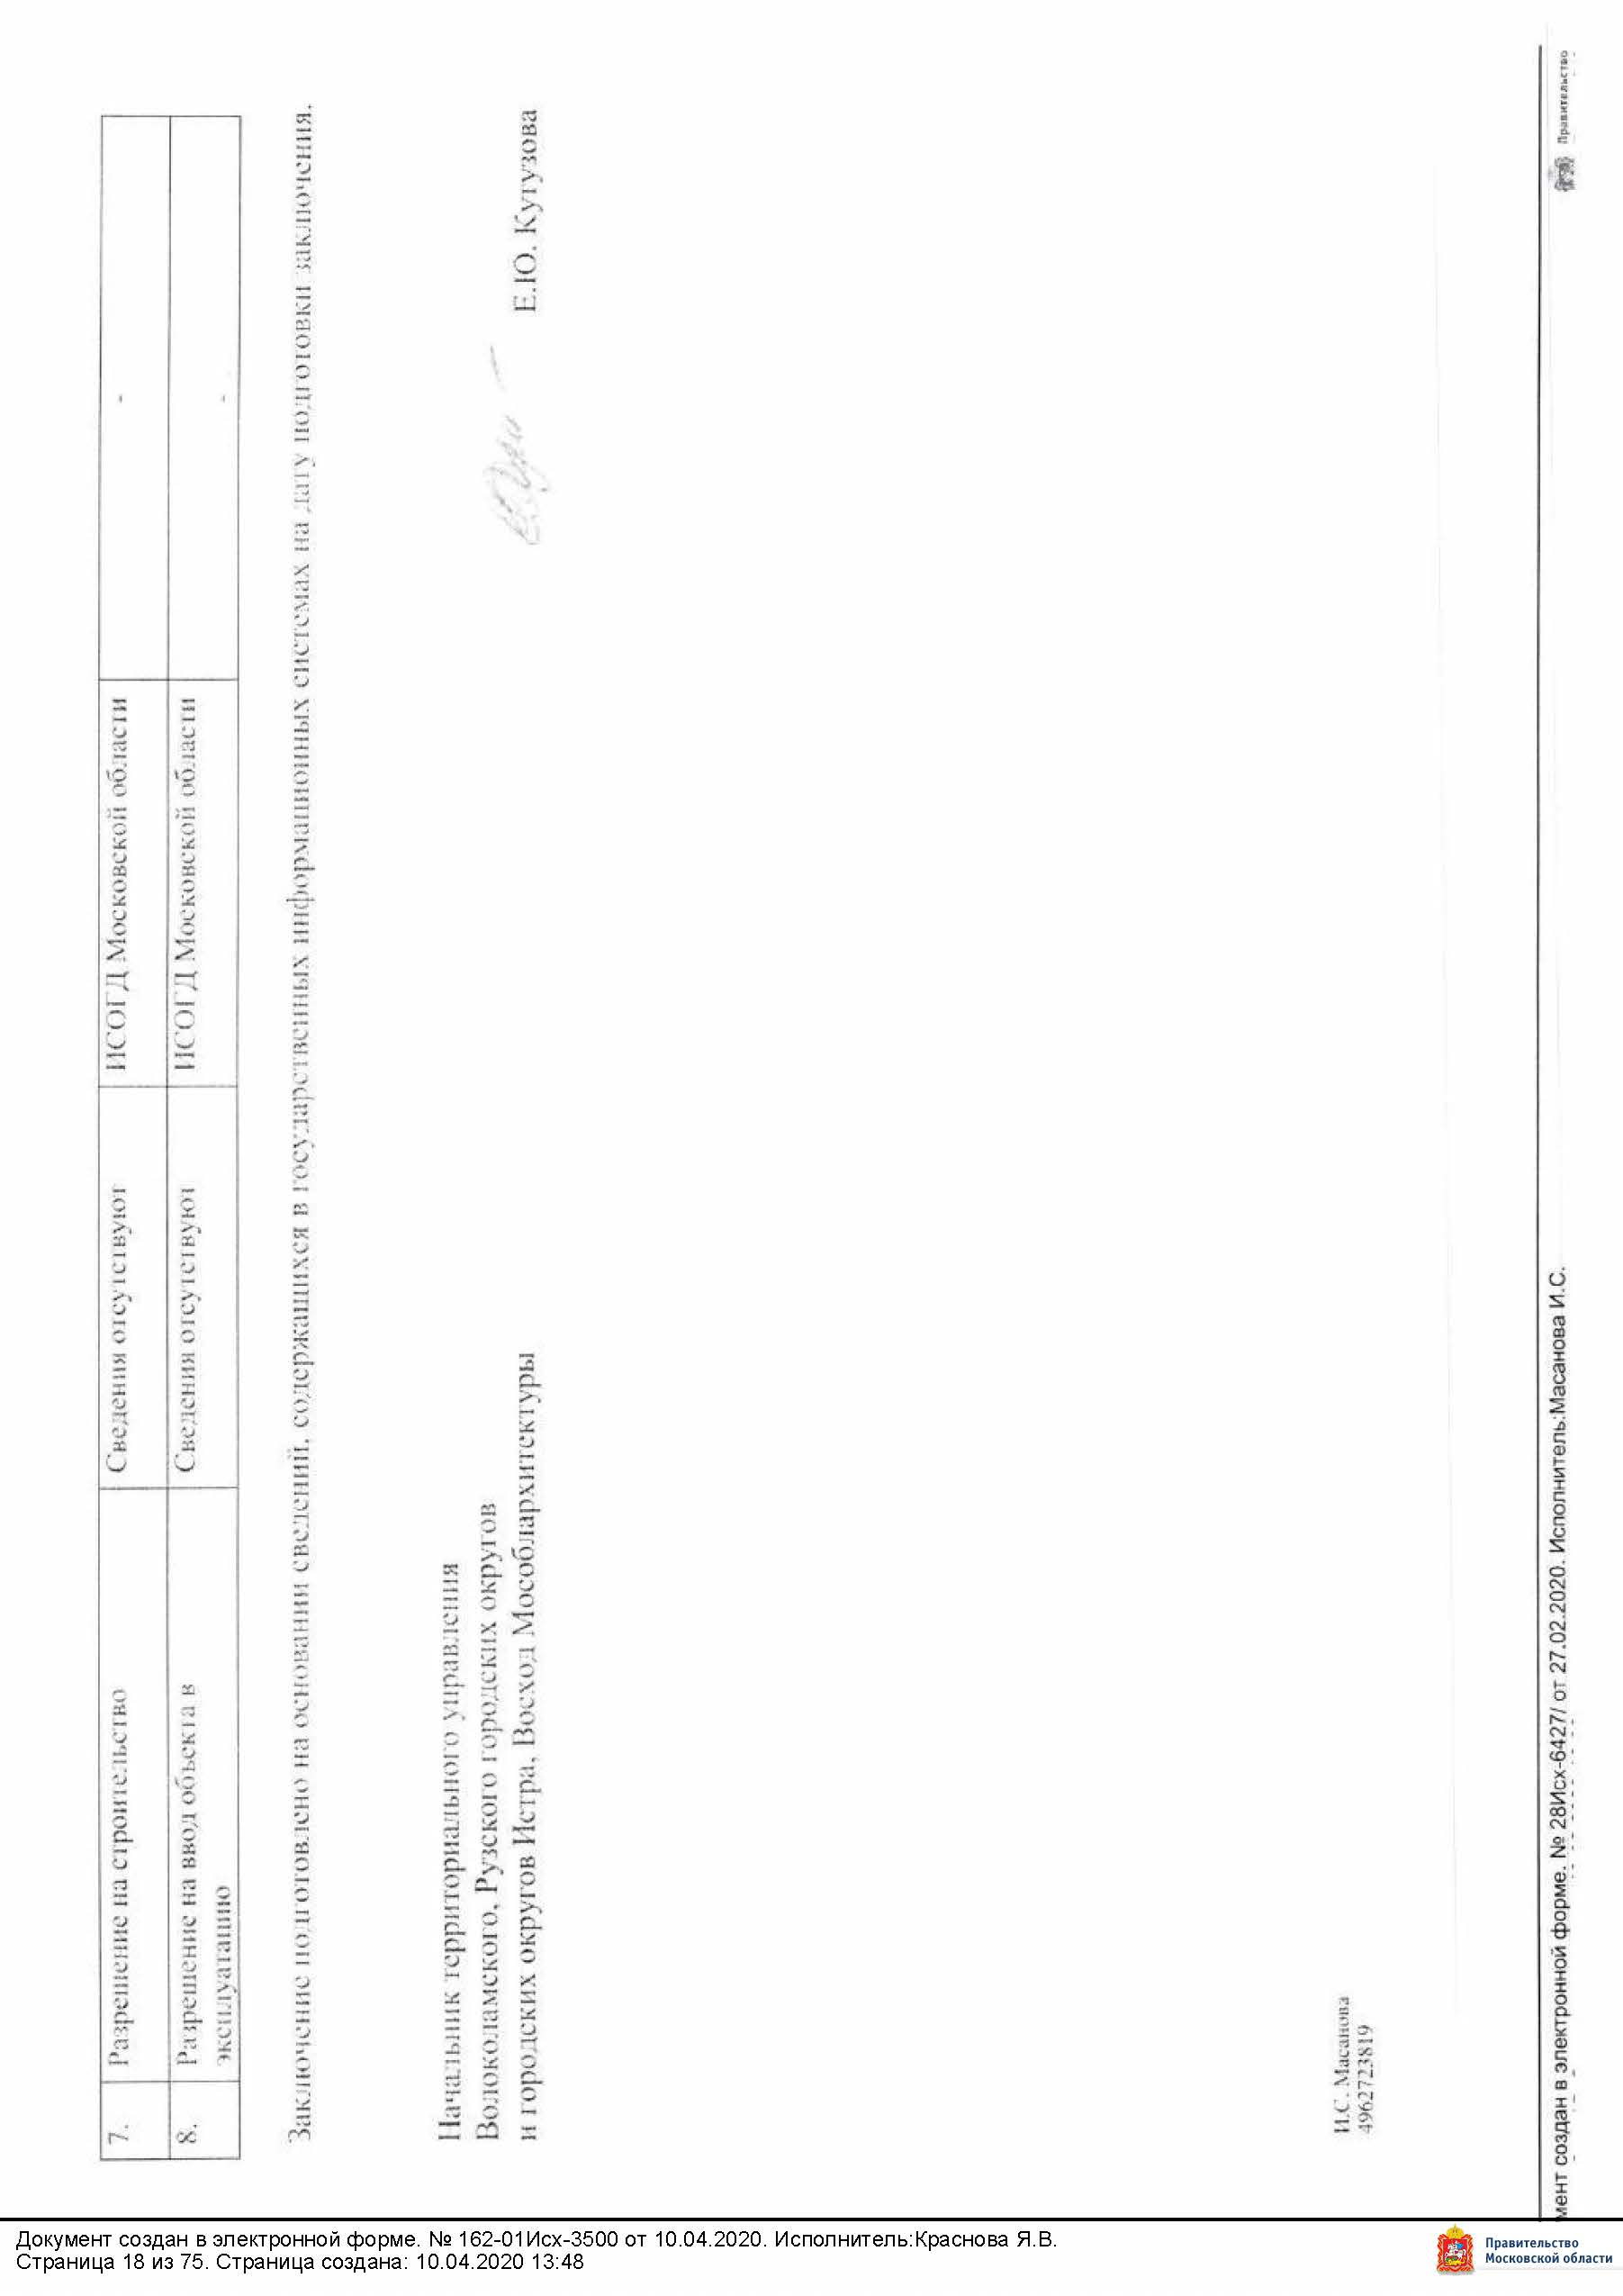 7. Разрешение на строительство Сведения отсутствуют ИСОГД Московской области -
8. Разрешение на ввод объекта в Сведения отсутствуют ИСОГД Московской области -
эксплуатацию
Заключение подготовлено на основании сведений, содержащихся в государственных информационных системах на дату подготовки заключения.
Начальник территориального управления
Волоколамского, Рузского городских округов
и городских округов Истра, Восход Мособлархитектуры Е.Ю. Кутузова
И.С. Масанова
4962723819
мент создан в электронной форме. № 28Исх-6427/ от 27.02.2020. Исполнитель:Масанова И.С.
Правительство
Документ создан в электронной форме. № 162-01Исх-3500 от 10.04.2020. Исполнитель:Краснова Я.В.
Страница 18 из 75. Страница создана: 10.04.2020 13:48
Правительство
Московской области